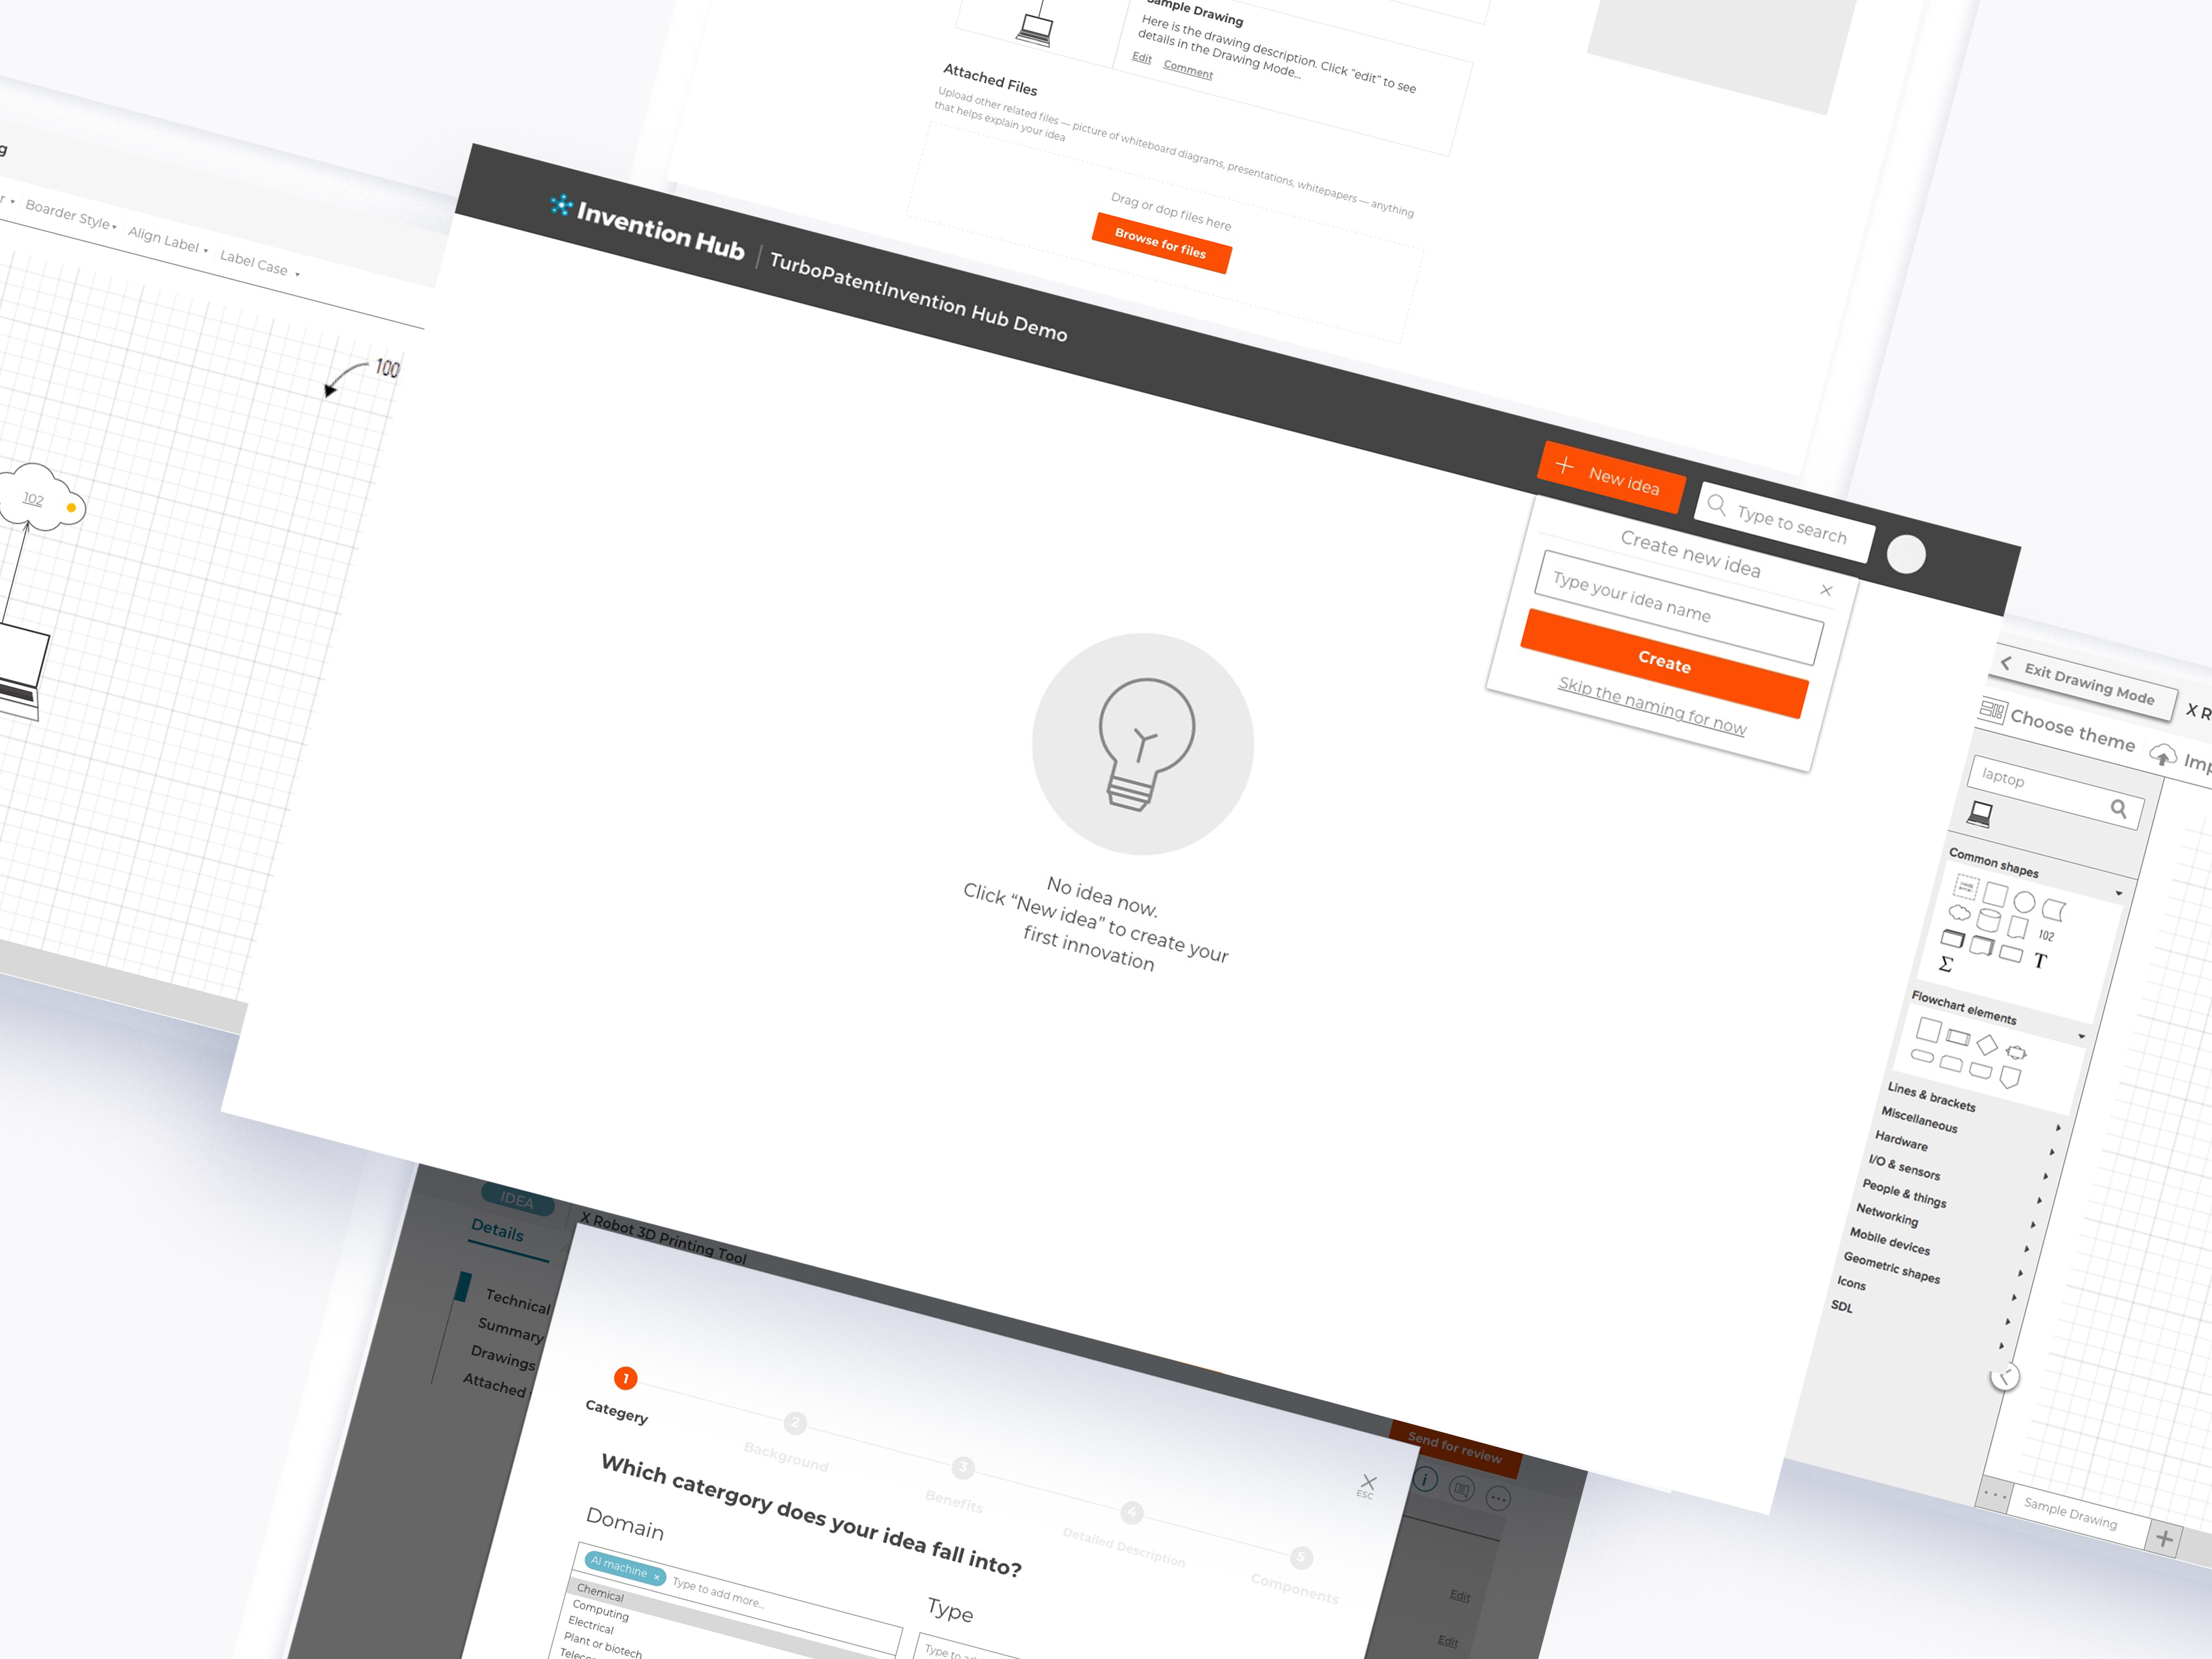 Sample Drawing
Here is the drawing description. Click "edit" to see
details in the Drawing Mode...
Edit Comment
Attached Files
Upload other related files — picture of whiteboard diagrams, presentations, whitepapers — anything
that helps explain your idea
Drag or dop files here
Browse for files
Boarder Style
Align Label
Label Case
100
102
Invention Hub
TurboPatentInvention Hub Demo
New idea
Type to search
Create new idea
Type your idea name
Create
Skip the naming for now
No idea now.
Click “New idea” to create your
first innovation
Exit Drawing Mode
X R
Choose theme
Imp
laptop
Common shapes
102
T
Σ
Flowchart elements
Lines & brackets
Miscellaneous
Hardware
I/O & sensors
People & things
Networking
Mobile devices
Geometric shapes
Icons
SDL
Sample Drawing
IDEA
X Robot 3D Printing Tool
Details
Technical
Summary
Drawings
Attached
Send for review
1
Categery
2
Background
3
Benefits
4
Detailed Description
5
Components
ESC
Which catergory does your idea fall into?
Domain
AI machine ×
Type to add more...
Chemical
Computing
Electrical
Plant or biotech
Type
Edit
Edit